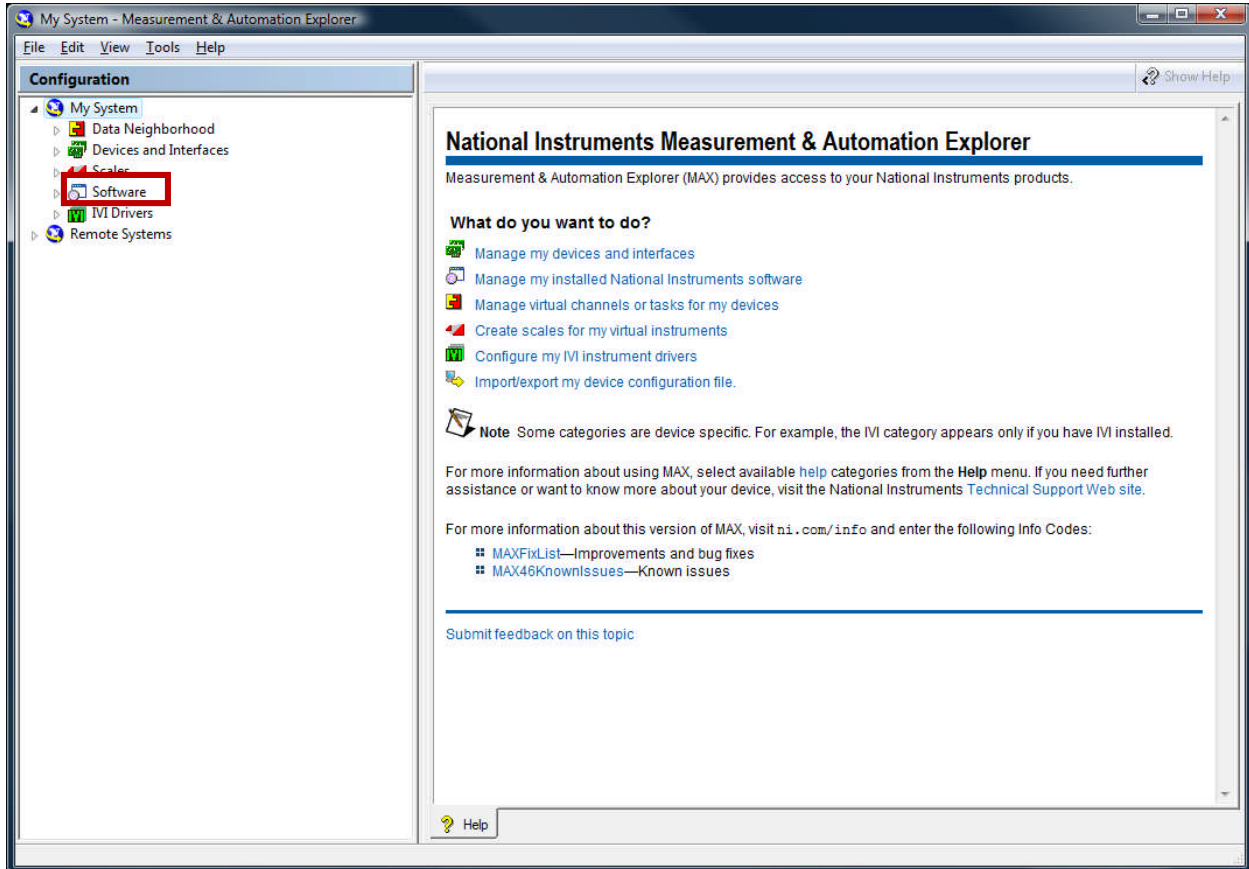 My System - Measurement & Automation Explorer
File Edit View Tools Help
Configuration
Show Help
My System
Data Neighborhood
Devices and Interfaces
Scales
Software
IVI Drivers
Remote Systems
National Instruments Measurement & Automation Explorer
Measurement & Automation Explorer (MAX) provides access to your National Instruments products.
What do you want to do?
Manage my devices and interfaces
Manage my installed National Instruments software
Manage virtual channels or tasks for my devices
Create scales for my virtual instruments
Configure my IVI instrument drivers
Import/export my device configuration file.
Note Some categories are device specific. For example, the IVI category appears only if you have IVI installed.
For more information about using MAX, select available help categories from the Help menu. If you need further
assistance or want to know more about your device, visit the National Instruments Technical Support Web site.
For more information about this version of MAX, visit ni.com/info and enter the following Info Codes:
MAXFixList—Improvements and bug fixes
MAX46KnownIssues—Known issues
Submit feedback on this topic
Help